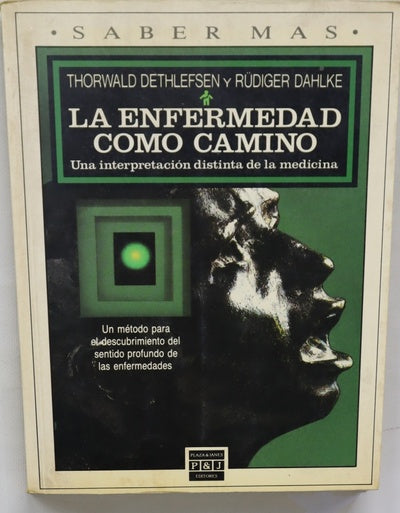 · SABER MAS ·
THORWALD DETHLEFSEN Y RÜDIGER DAHLKE
LA ENFERMEDAD
COMO CAMINO
Una interpretación distinta de la medicina
Un método para
el descubrimiento del
sentido profundo de
las enfermedades
PLAZA & JANES
P & J
EDITORES